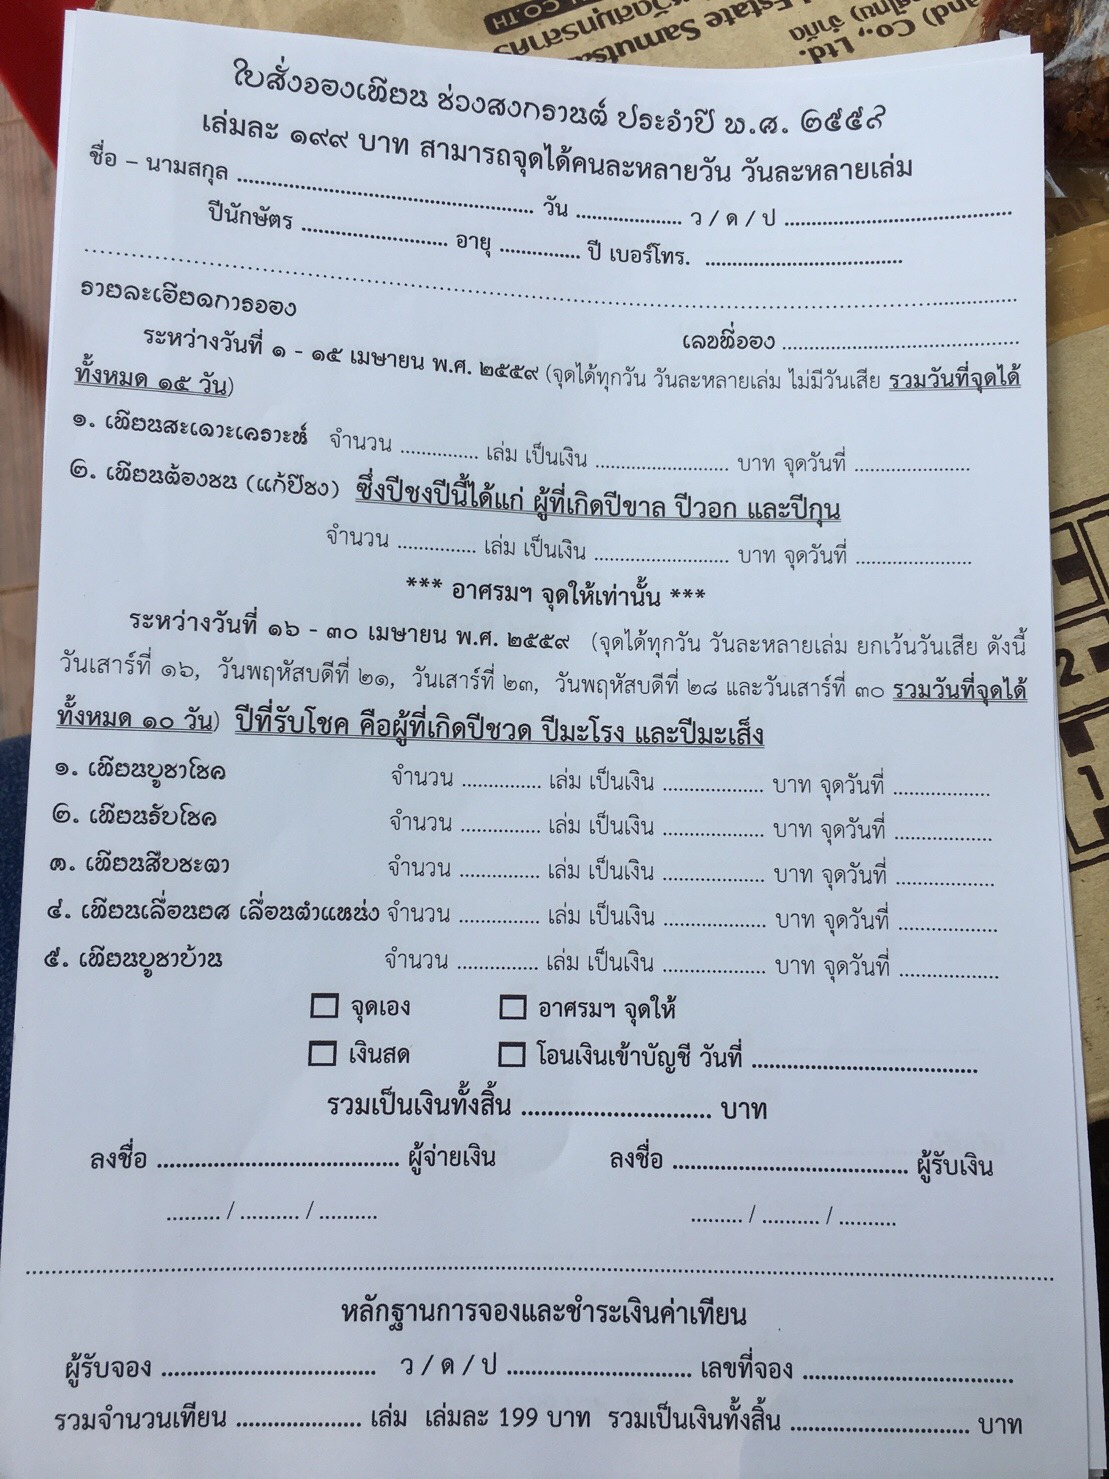 CO.TH
Estate Samuts
and) Co., Ltd.
ใบสั่งจองเทียน ช่วงสงกรานต์ ประจำปี พ.ศ. ๒๕๕๙
เล่มละ ๑๙๙ บาท สามารถจุดได้คนละหลายวัน วันละหลายเล่ม
ชื่อ – นามสกุล .................... วัน .................... ว / ด / ป ....................
ปีนักษัตร .................... อายุ .................... ปี เบอร์โทร. ....................
รายละเอียดการจอง
เลขที่จอง ....................
ระหว่างวันที่ ๑ - ๑๕ เมษายน พ.ศ. ๒๕๕๙ (จุดได้ทุกวัน วันละหลายเล่ม ไม่มีวันเสีย รวมวันที่จุดได้
ทั้งหมด ๑๕ วัน)
๑. เทียนสะเดาะเคราะห์ จำนวน .............. เล่ม เป็นเงิน .................... บาท จุดวันที่ ....................
๒. เทียนต้องชน (แก้ปีชง) ซึ่งปีชงปีนี้ได้แก่ ผู้ที่เกิดปีขาล ปีวอก และปีกุน
จำนวน .............. เล่ม เป็นเงิน .................... บาท จุดวันที่ ....................
*** อาศรมฯ จุดให้เท่านั้น ***
ระหว่างวันที่ ๑๖ - ๓๐ เมษายน พ.ศ. ๒๕๕๙ (จุดได้ทุกวัน วันละหลายเล่ม ยกเว้นวันเสีย ดังนี้
วันเสาร์ที่ ๑๖, วันพฤหัสบดีที่ ๒๑, วันเสาร์ที่ ๒๓, วันพฤหัสบดีที่ ๒๘ และวันเสาร์ที่ ๓๐ รวมวันที่จุดได้
ทั้งหมด ๑๐ วัน) ปีที่รับโชค คือผู้ที่เกิดปีชวด ปีมะโรง และปีมะเส็ง
๑. เทียนบูชาโชค จำนวน .............. เล่ม เป็นเงิน .................... บาท จุดวันที่ ....................
๒. เทียนรับโชค จำนวน .............. เล่ม เป็นเงิน .................... บาท จุดวันที่ ....................
๓. เทียนสืบชะตา จำนวน .............. เล่ม เป็นเงิน .................... บาท จุดวันที่ ....................
๔. เทียนเลื่อนยศ เลื่อนตำแหน่ง จำนวน .............. เล่ม เป็นเงิน .................... บาท จุดวันที่ ....................
๕. เทียนบูชาบ้าน จำนวน .............. เล่ม เป็นเงิน .................... บาท จุดวันที่ ....................
จุดเอง อาศรมฯ จุดให้
เงินสด โอนเงินเข้าบัญชี วันที่ ....................
รวมเป็นเงินทั้งสิ้น .................... บาท
ลงชื่อ .................... ผู้จ่ายเงิน ลงชื่อ .................... ผู้รับเงิน
......... / .......... / .......... ......... / .......... / ..........
หลักฐานการจองและชำระเงินค่าเทียน
ผู้รับจอง .................... ว / ด / ป .................... เลขที่จอง ....................
รวมจำนวนเทียน .................... เล่ม เล่มละ 199 บาท รวมเป็นเงินทั้งสิ้น .................... บาท
2
1